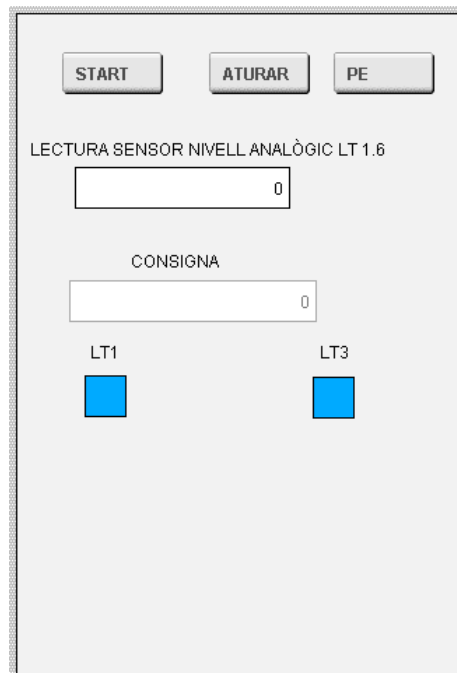 START ATURAR PE
LECTURA SENSOR NIVELL ANALÒGIC LT 1.6
0
CONSIGNA
0
LT1 LT3